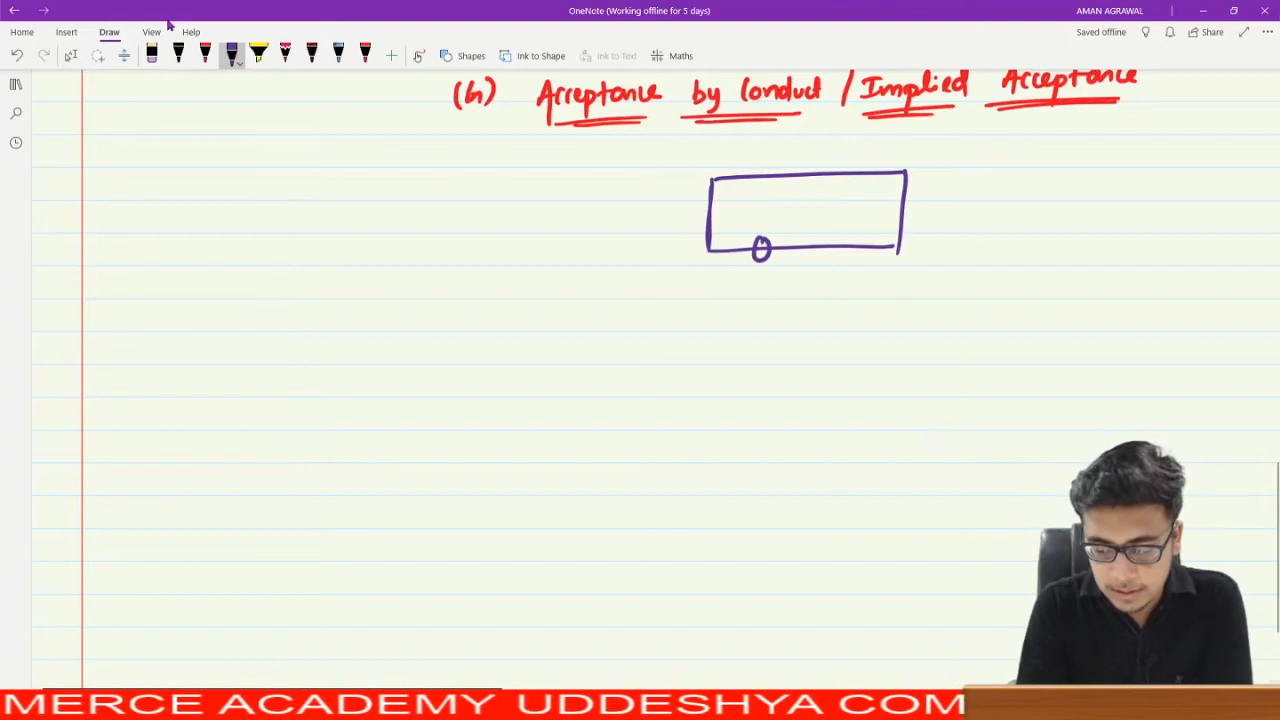 OneNote (Working offline for 5 days)
AMAN AGRAWAL
Home Insert Draw View Help
Saved offline
Share
Shapes
Ink to Shape
Ink to Text
Maths
Acceptance by Conduct / Implied Acceptance
MERCE ACADEMY UDDESHYA COM